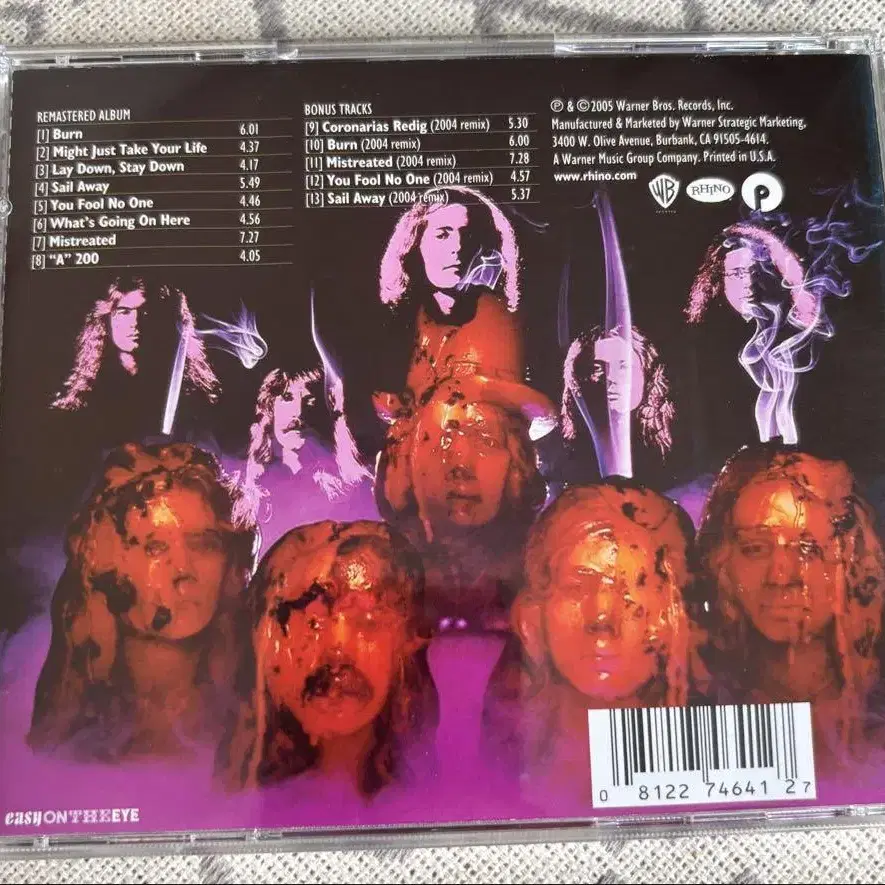 REMASTERED ALBUM
[1] Burn 6.01
[2] Might Just Take Your Life 4.37
[3] Lay Down, Stay Down 4.17
[4] Sail Away 5.49
[5] You Fool No One 4.46
[6] What's Going On Here 4.56
[7] Mistreated 7.27
[8] "A" 200 4.05
BONUS TRACKS
[9] Coronarias Redig (2004 remix) 5.30
[10] Burn (2004 remix) 6.00
[11] Mistreated (2004 remix) 7.28
[12] You Fool No One (2004 remix) 4.57
[13] Sail Away (2004 remix) 5.37
℗ & © 2005 Warner Bros. Records, Inc.
Manufactured & Marketed by Warner Strategic Marketing,
3400 W. Olive Avenue, Burbank, CA 91505-4614.
A Warner Music Group Company. Printed in U.S.A.
www.rhino.com
WB RHINO P
0 81227 46412 7
easyONTHEEYE